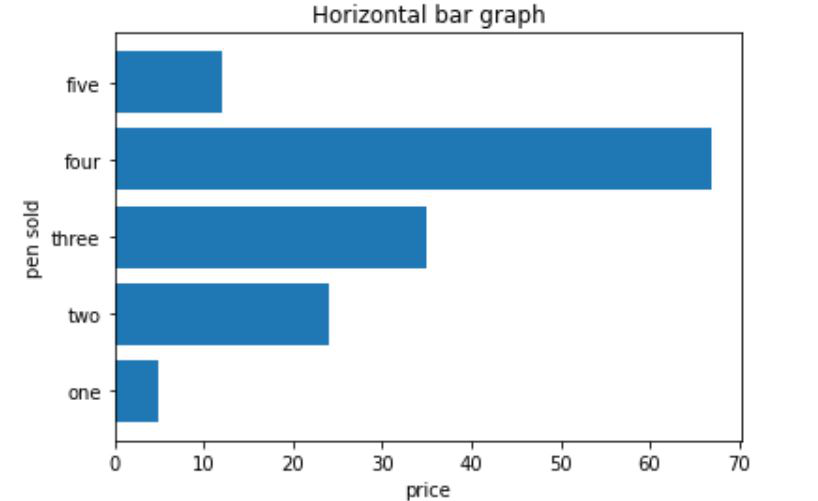 Horizontal bar graph
five
four
three
two
one
pen sold
0 10 20 30 40 50 60 70
price